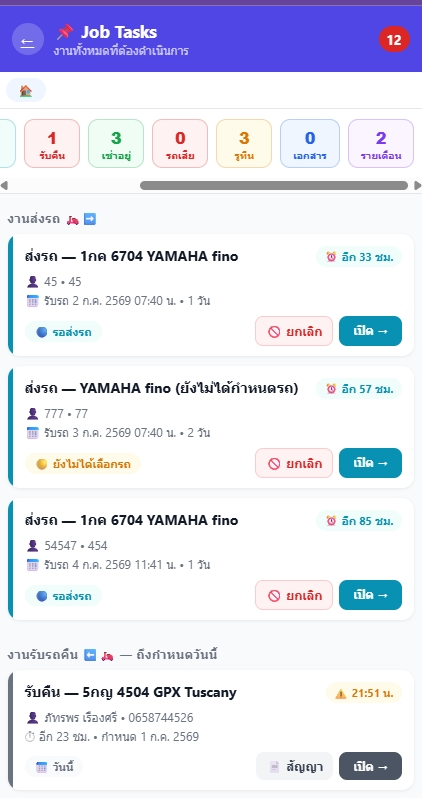 ← 📌 Job Tasks
งานทั้งหมดที่ต้องดำเนินการ
12
1
รับคืน
3
เช่าอยู่
0
รถเสีย
3
รูทีน
0
เอกสาร
2
รายเดือน
งานส่งรถ 🛵 ➡️
ส่งรถ — 1กค 6704 YAMAHA fino
⏰ อีก 33 ชม.
👤 45 • 45
📅 รับรถ 2 ก.ค. 2569 07:40 น. • 1 วัน
🔵 รอส่งรถ
🚫 ยกเลิก
เปิด →
ส่งรถ — YAMAHA fino (ยังไม่ได้กำหนดรถ)
⏰ อีก 57 ชม.
👤 777 • 77
📅 รับรถ 3 ก.ค. 2569 07:40 น. • 2 วัน
🟡 ยังไม่ได้เลือกรถ
🚫 ยกเลิก
เปิด →
ส่งรถ — 1กค 6704 YAMAHA fino
⏰ อีก 85 ชม.
👤 54547 • 454
📅 รับรถ 4 ก.ค. 2569 11:41 น. • 1 วัน
🔵 รอส่งรถ
🚫 ยกเลิก
เปิด →
งานรับรถคืน ⬅️ 🛵 — ถึงกำหนดวันนี้
รับคืน — 5กญ 4504 GPX Tuscany
⚠️ 21:51 น.
👤 ภัทรพร เรืองศรี • 0658744526
⏱ อีก 23 ชม. • กำหนด 1 ก.ค. 2569
📅 วันนี้
📄 สัญญา
เปิด →